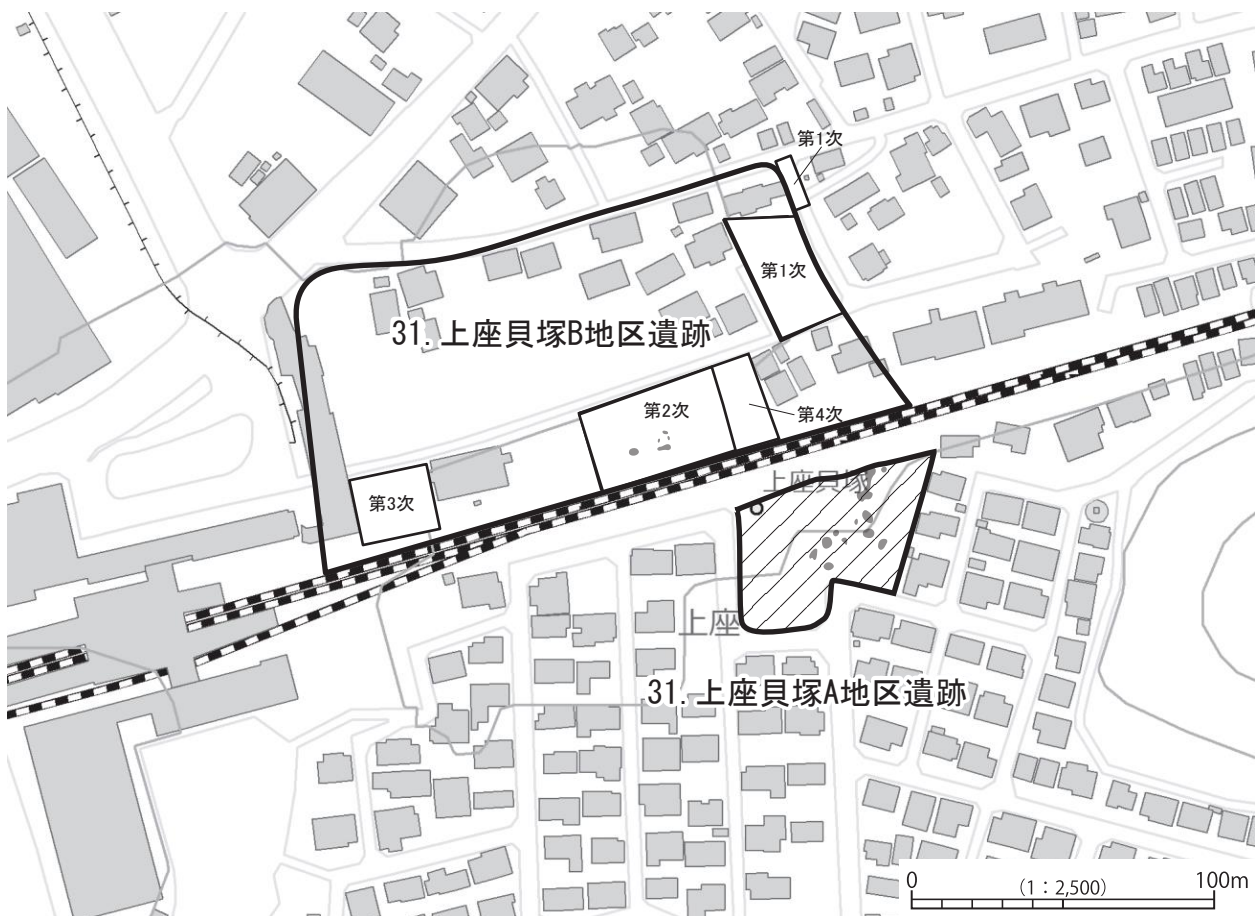 第1次
第1次
31. 上座貝塚B地区遺跡
第2次
第4次
第3次
上座貝塚
上座
31. 上座貝塚A地区遺跡
0 (1：2,500) 100m